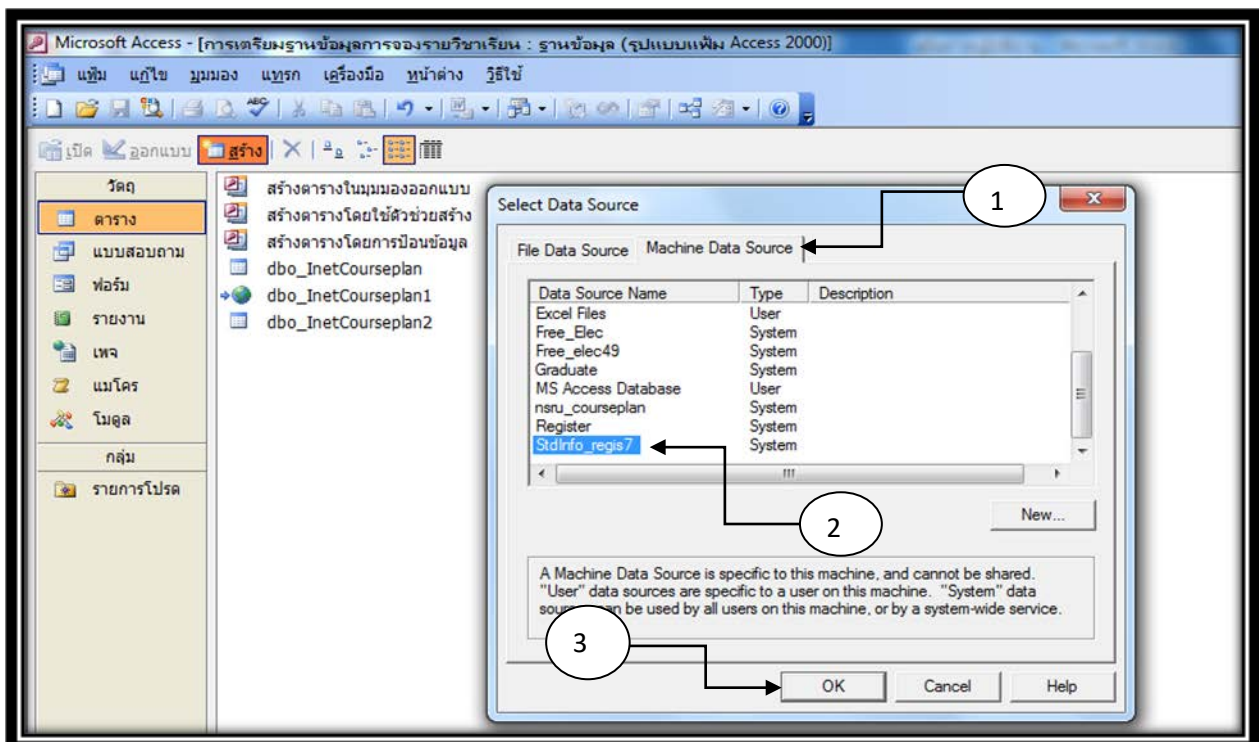 Microsoft Access - [การเตรียมฐานข้อมูลการจองรายวิชาเรียน : ฐานข้อมูล (รูปแบบแฟ้ม Access 2000)]
แฟ้ม แก้ไข มุมมอง แทรก เครื่องมือ หน้าต่าง วิธีใช้
เปิด ออกแบบ สร้าง
วัตถุ
ตาราง
แบบสอบถาม
ฟอร์ม
รายงาน
เพจ
แมโคร
โมดูล
กลุ่ม
รายการโปรด
สร้างตารางในมุมมองออกแบบ
สร้างตารางโดยใช้ตัวช่วยสร้าง
สร้างตารางโดยการป้อนข้อมูล
dbo_InetCourseplan
dbo_InetCourseplan1
dbo_InetCourseplan2
Select Data Source
1
File Data Source Machine Data Source
Data Source Name Type Description
Excel Files User
Free_Elec System
Free_elec49 System
Graduate System
MS Access Database User
nsru_courseplan System
Register System
StdInfo_regis7 System
2
New...
A Machine Data Source is specific to this machine, and cannot be shared.
"User" data sources are specific to a user on this machine. "System" data
can be used by all users on this machine, or by a system-wide service.
3
OK Cancel Help